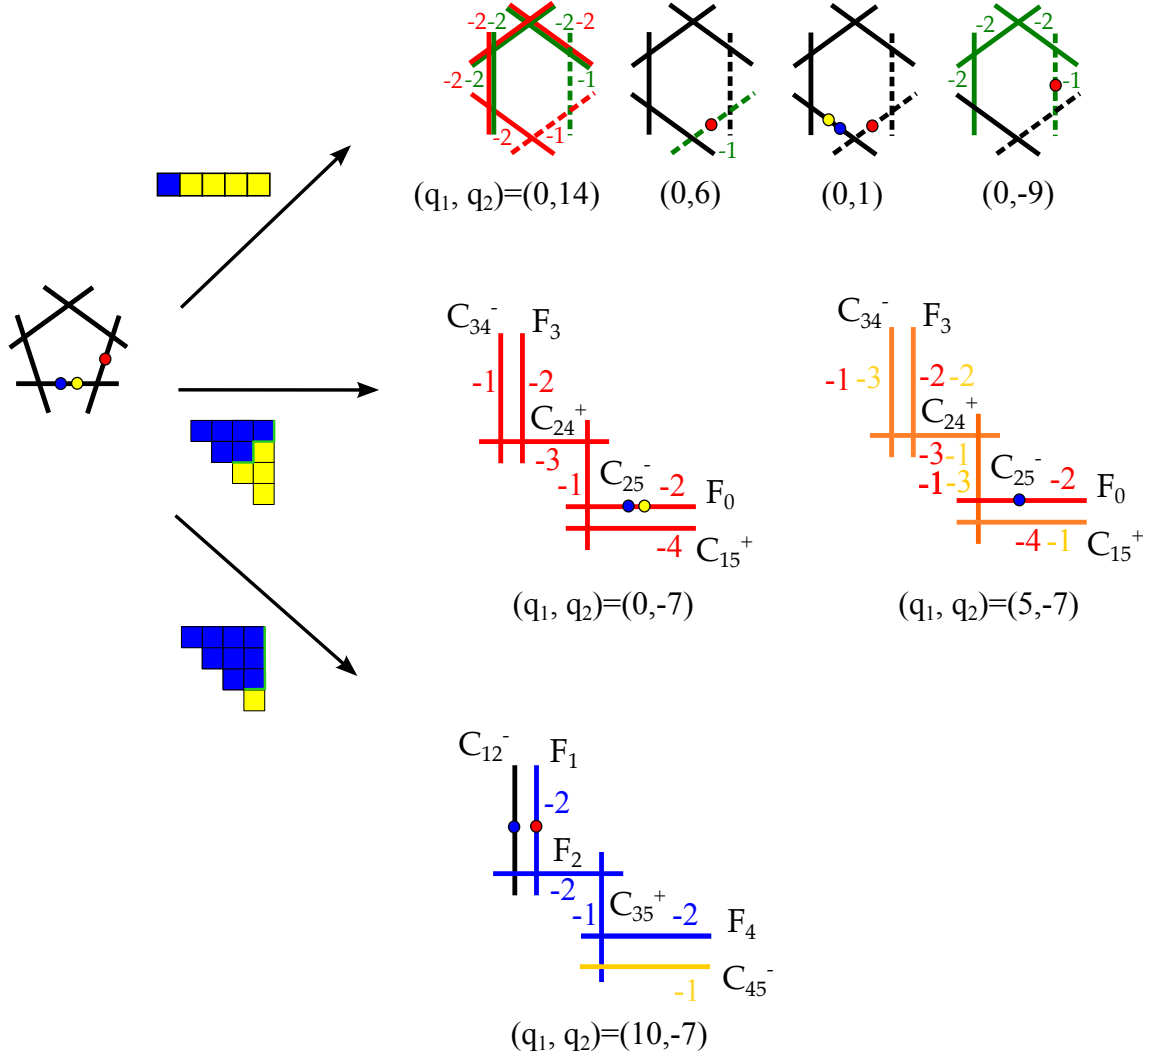 -2 -2 -2 -2 -2 -2
-2 -2 -1 -2 -1
-2 -1 -1
(q₁, q₂)=(0,14) (0,6) (0,1) (0,-9)
C₃₄⁻ F₃ C₃₄⁻ F₃
-1 -2 -1 -3 -2 -2
C₂₄⁺ C₂₄⁺
-3 -3 -1
C₂₅⁻ C₂₅⁻
-1 -2 F₀ -1 -3 -2 F₀
-4 C₁₅⁺ -4 -1 C₁₅⁺
(q₁, q₂)=(0,-7) (q₁, q₂)=(5,-7)
C₁₂⁻ F₁
-2
F₂
-2
-1 C₃₅⁺ -2 F₄
-1 C₄₅⁻
(q₁, q₂)=(10,-7)